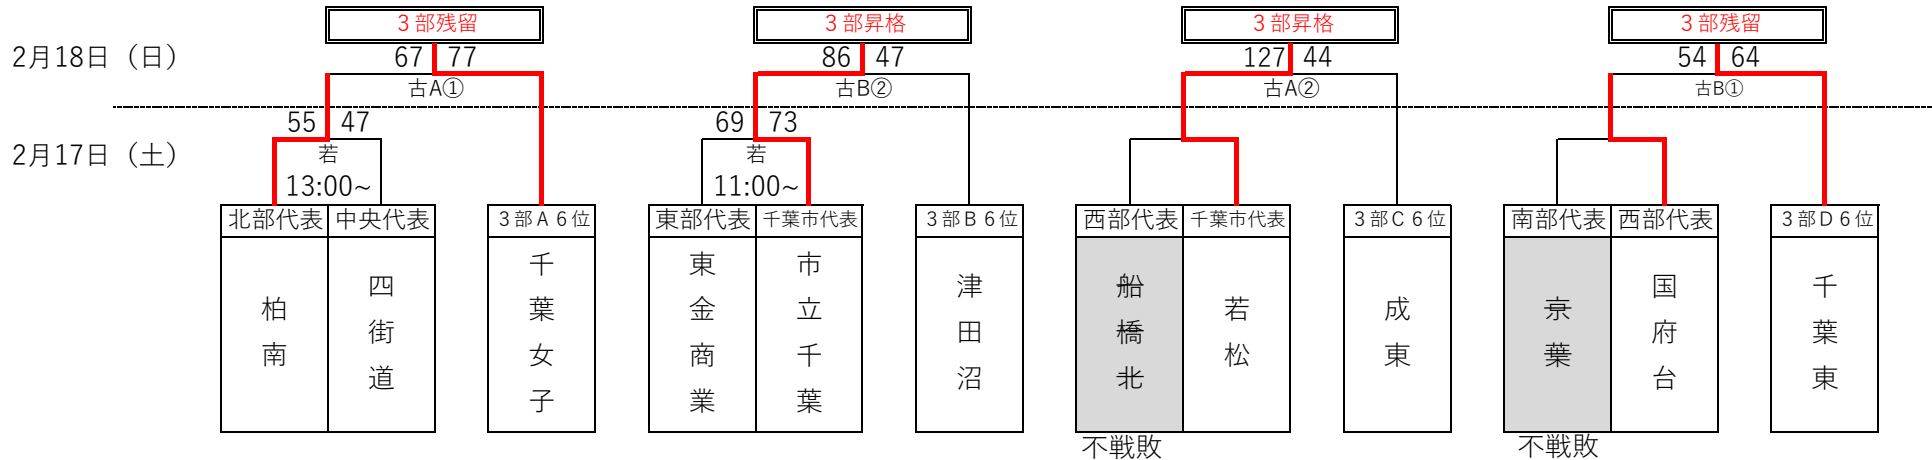 ３部残留 ３部昇格 ３部昇格 ３部残留
2月18日（日） 67 77 86 47 127 44 54 64
古A① 古B② 古A② 古B①
55 47 69 73
2月17日（土） 若 若
13:00~ 11:00~
北部代表 中央代表 ３部Ａ６位 東部代表 千葉市代表 ３部Ｂ６位 西部代表 千葉市代表 ３部Ｃ６位 南部代表 西部代表 ３部Ｄ６位
柏南 四街道 千葉女子 東金商業 市立千葉 津田沼 船橋北 若松 成東 京葉 国府台 千葉東
不戦敗 不戦敗